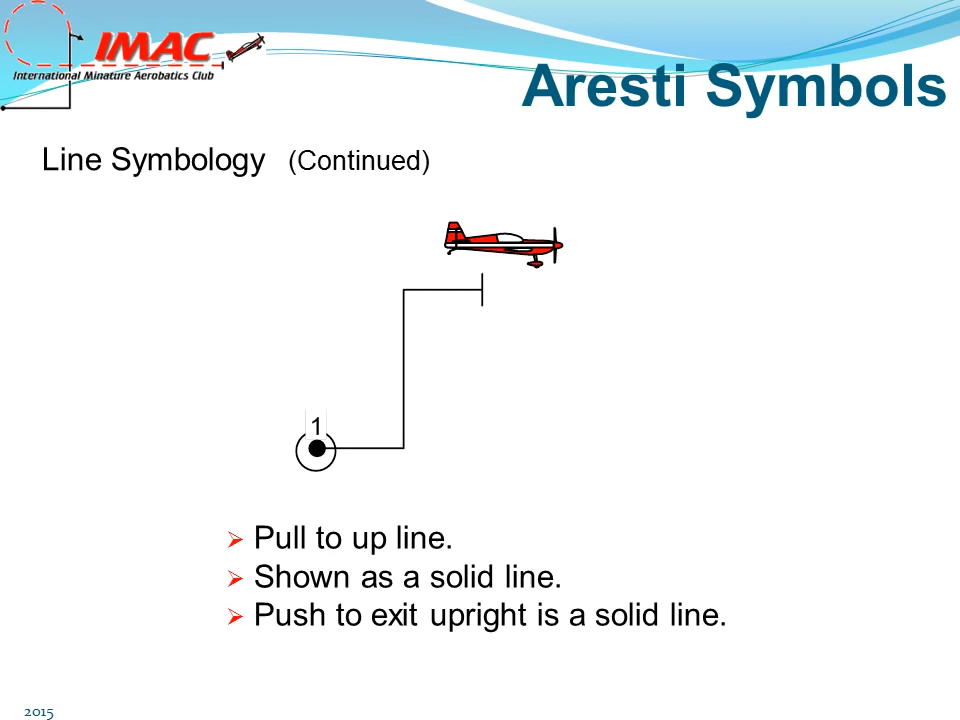 IMAC
International Minature Aerobatics Club
Aresti Symbols
Line Symbology (Continued)
1
Pull to up line.
Shown as a solid line.
Push to exit upright is a solid line.
2015